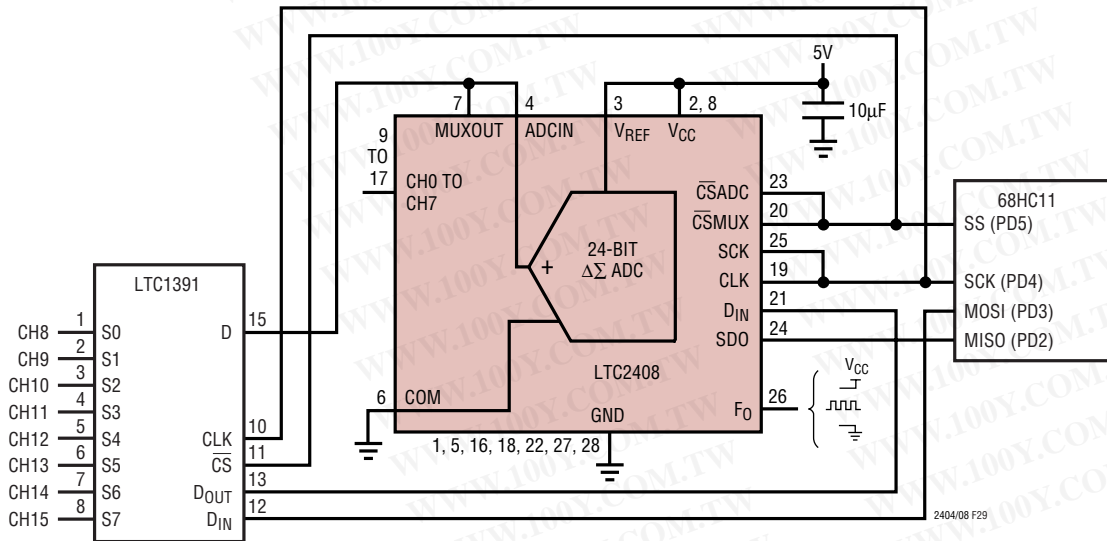 5V
10µF
7
4
3
2, 8
MUXOUT
ADCIN
VREF
VCC
9
TO
17
CH0 TO
CH7
24-BIT
ΔΣ ADC
+
LTC2408
6
COM
GND
1, 5, 16, 18, 22, 27, 28
CSADC
23
CSMUX
20
SCK
25
CLK
19
DIN
21
SDO
24
FO
26
VCC
68HC11
SS (PD5)
SCK (PD4)
MOSI (PD3)
MISO (PD2)
LTC1391
CH8 1 S0
CH9 2 S1
CH10 3 S2
CH11 4 S3
CH12 5 S4
CH13 6 S5
CH14 7 S6
CH15 8 S7
D 15
CLK 10
CS 11
DOUT 13
DIN 12
2404/08 F29
WWW.100Y.COM.TW